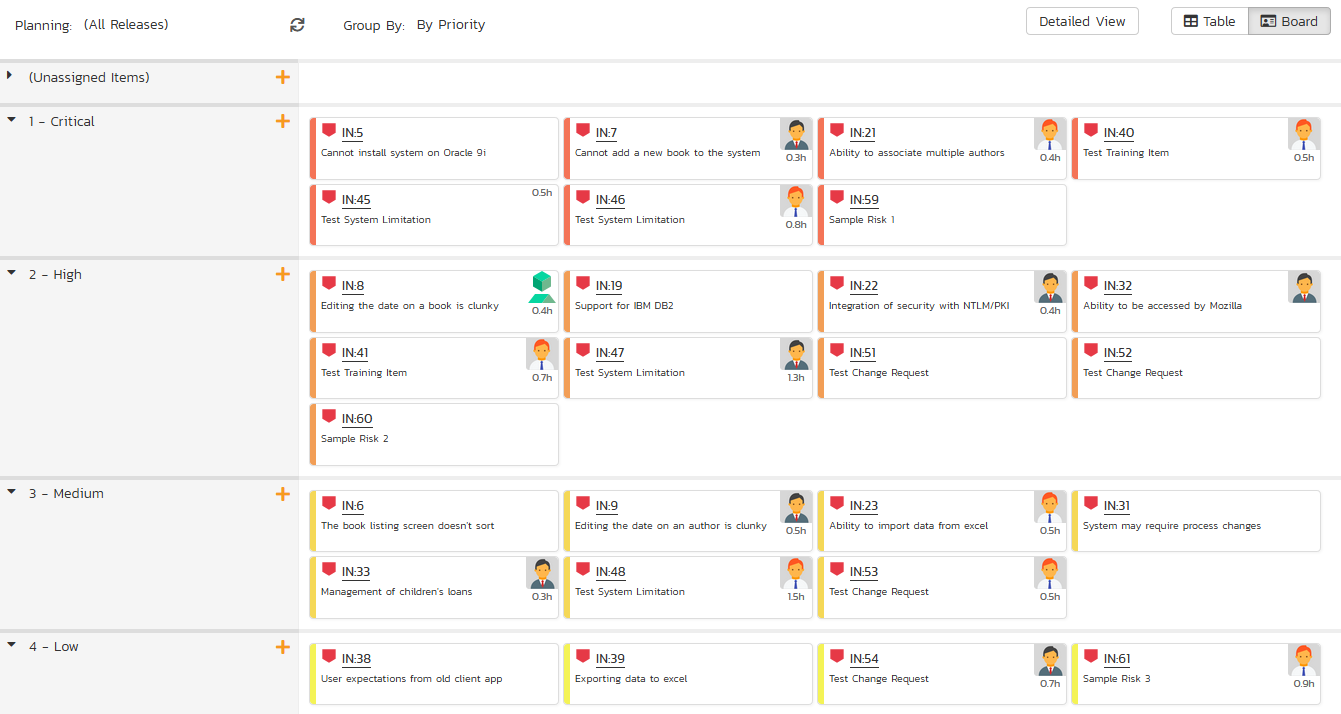 Planning: (All Releases) Group By: By Priority Detailed View Table Board
(Unassigned Items)
1 - Critical
IN:5 IN:7 IN:21 IN:40
Cannot install system on Oracle 9i Cannot add a new book to the system Ability to associate multiple authors Test Training Item
0.3h 0.4h 0.5h
IN:45 0.5h IN:46 IN:59
Test System Limitation Test System Limitation Sample Risk 1
0.8h
2 - High
IN:8 IN:19 IN:22 IN:32
Editing the date on a book is clunky Support for IBM DB2 Integration of security with NTLM/PKI Ability to be accessed by Mozilla
0.4h 0.4h
IN:41 IN:47 IN:51 IN:52
Test Training Item Test System Limitation Test Change Request Test Change Request
0.7h 1.3h
IN:60
Sample Risk 2
3 - Medium
IN:6 IN:9 IN:23 IN:31
The book listing screen doesn't sort Editing the date on an author is clunky Ability to import data from excel System may require process changes
0.5h 0.5h
IN:33 IN:48 IN:53
Management of children's loans Test System Limitation Test Change Request
0.3h 1.5h 0.5h
4 - Low
IN:38 IN:39 IN:54 IN:61
User expectations from old client app Exporting data to excel Test Change Request Sample Risk 3
0.7h 0.9h